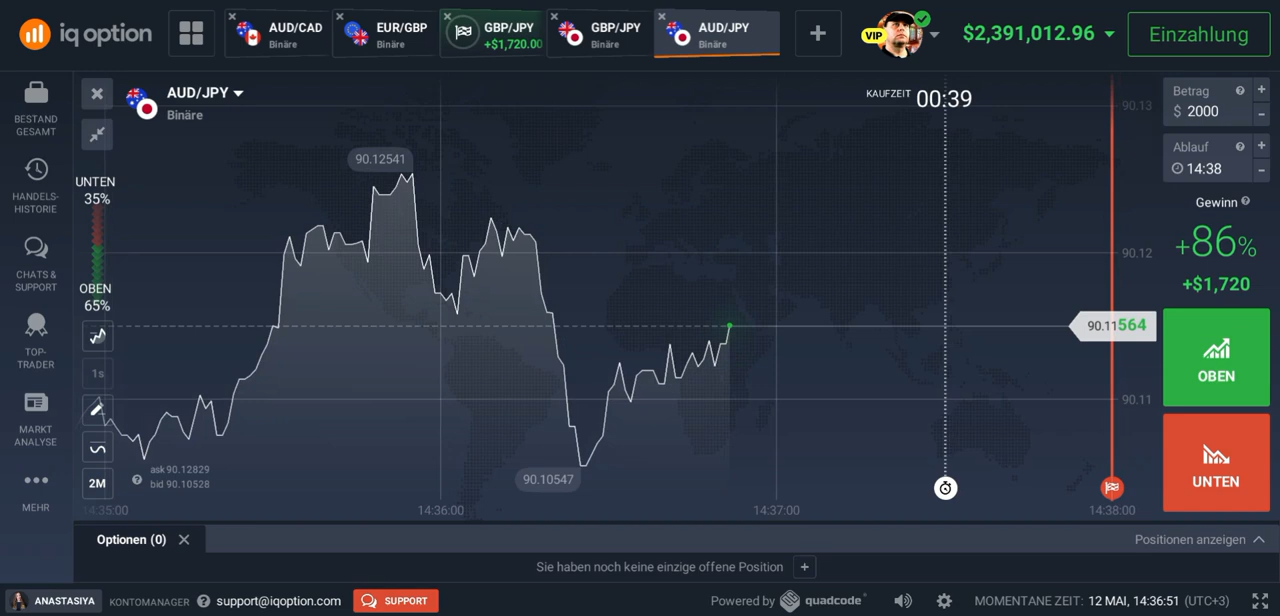 iq option
AUD/CAD
Binäre
EUR/GBP
Binäre
GBP/JPY
+$1,720.00
GBP/JPY
Binäre
AUD/JPY
Binäre
+
VIP
$2,391,012.96
Einzahlung
BESTAND
GESAMT
HANDELS-
HISTORIE
CHATS &
SUPPORT
TOP-
TRADER
MARKT
ANALYSE
MEHR
AUD/JPY
Binäre
UNTEN
35%
OBEN
65%
1s
2M
90.12541
90.10547
ask 90.12829
bid 90.10528
KAUFZEIT 00:39
90.13
90.12
90.11564
90.11
14:35:00
14:36:00
14:37:00
14:38:00
Betrag ? +
$ 2000 -
Ablauf ? +
14:38 -
Gewinn ?
+86%
+$1,720
OBEN
UNTEN
Optionen (0)
Positionen anzeigen
Sie haben noch keine einzige offene Position +
ANASTASIYA
KONTOMANAGER ? support@iqoption.com
SUPPORT
Powered by quadcode
MOMENTANE ZEIT: 12 MAI, 14:36:51 (UTC+3)